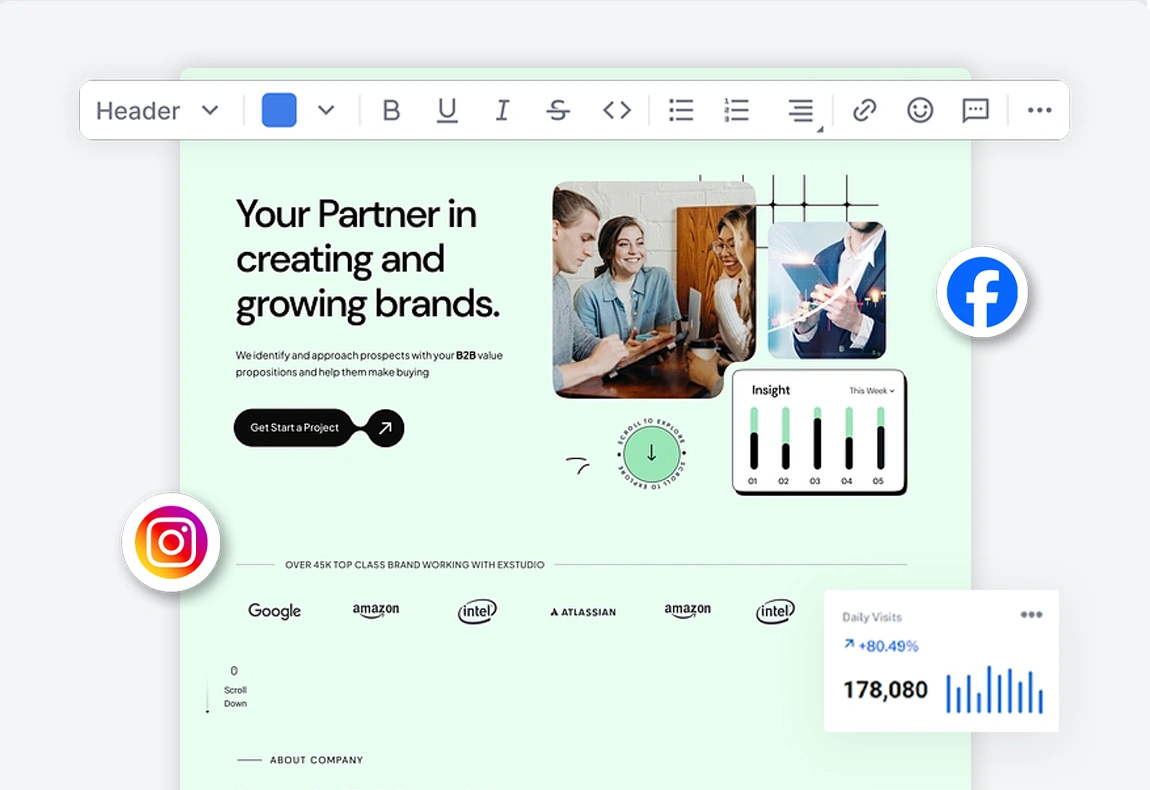 Header
B U I S
Your Partner in
creating and
growing brands.
We identify and approach prospects with your B2B value
propositions and help them make buying
Get Start a Project
SCROLL TO EXPLORE SCROLL TO EXPLORE
Insight This Week
01 02 03 04 05
OVER 45K TOP CLASS BRAND WORKING WITH EXSTUDIO
Google amazon intel ATLASSIAN amazon intel
Daily Visits
+80.49%
178,080
0
Scroll
Down
ABOUT COMPANY